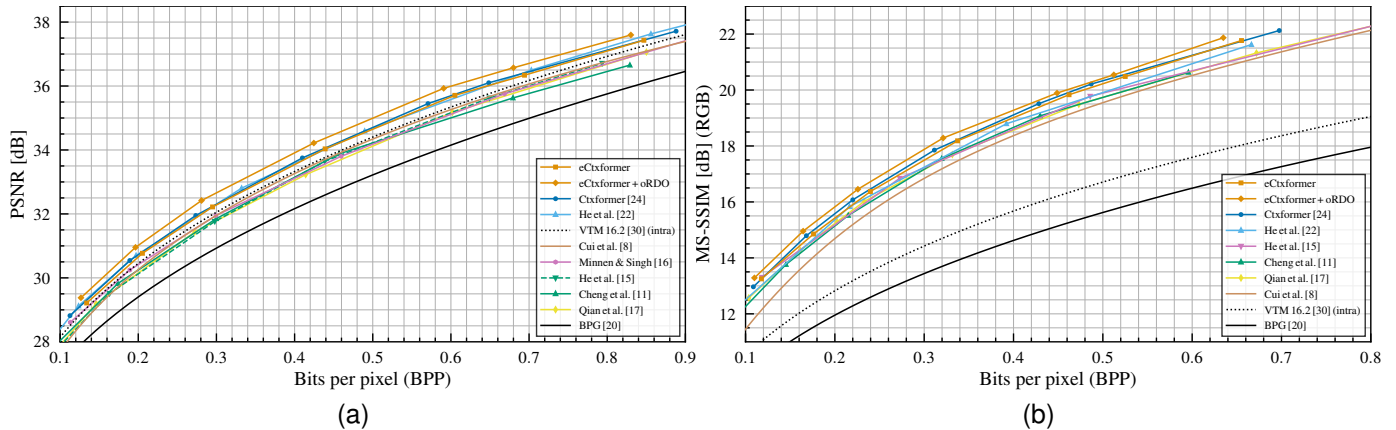 38
36
34
32
30
28
PSNR [dB]
0.1 0.2 0.3 0.4 0.5 0.6 0.7 0.8 0.9
Bits per pixel (BPP)
eCtxformer
eCtxformer + oRDO
Ctxformer [24]
He et al. [22]
VTM 16.2 [30] (intra)
Cui et al. [8]
Minnen & Singh [16]
He et al. [15]
Cheng et al. [11]
Qian et al. [17]
BPG [20]
(a)
22
20
18
16
14
12
MS-SSIM [dB] (RGB)
0.1 0.2 0.3 0.4 0.5 0.6 0.7 0.8
Bits per pixel (BPP)
eCtxformer
eCtxformer + oRDO
Ctxformer [24]
He et al. [22]
He et al. [15]
Cheng et al. [11]
Qian et al. [17]
Cui et al. [8]
VTM 16.2 [30] (intra)
BPG [20]
(b)